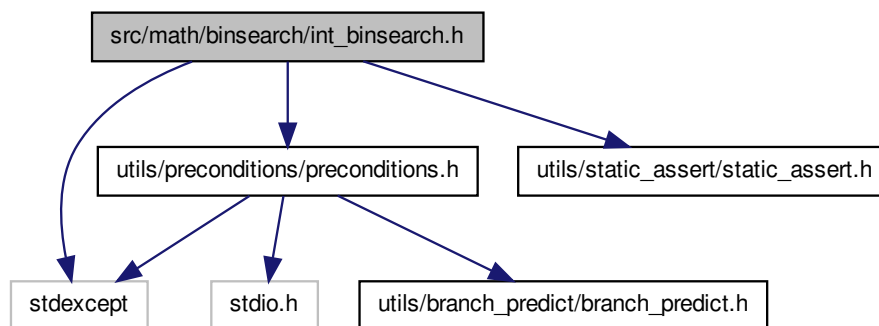 src/math/binsearch/int_binsearch.h
utils/preconditions/preconditions.h
utils/static_assert/static_assert.h
stdexcept
stdio.h
utils/branch_predict/branch_predict.h